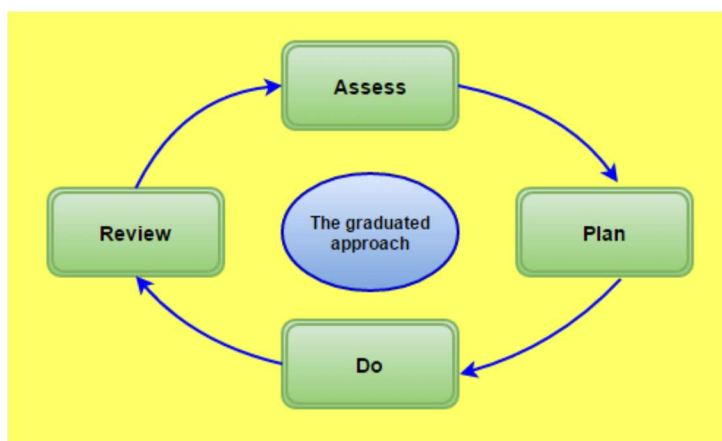 Assess
Review
The graduated
approach
Plan
Do